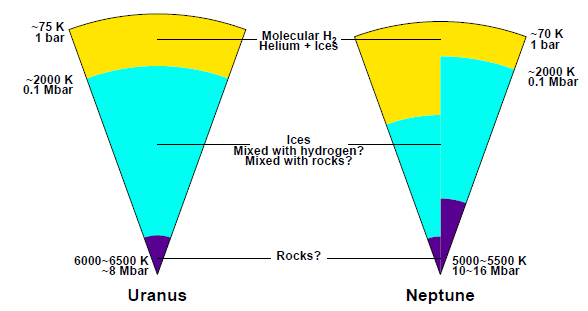 ~75 K
1 bar
~2000 K
0.1 Mbar
Molecular H2
Helium + Ices
~70 K
1 bar
~2000 K
0.1 Mbar
Ices
Mixed with hydrogen?
Mixed with rocks?
6000~6500 K
~8 Mbar
Rocks?
5000~5500 K
10~16 Mbar
Uranus
Neptune